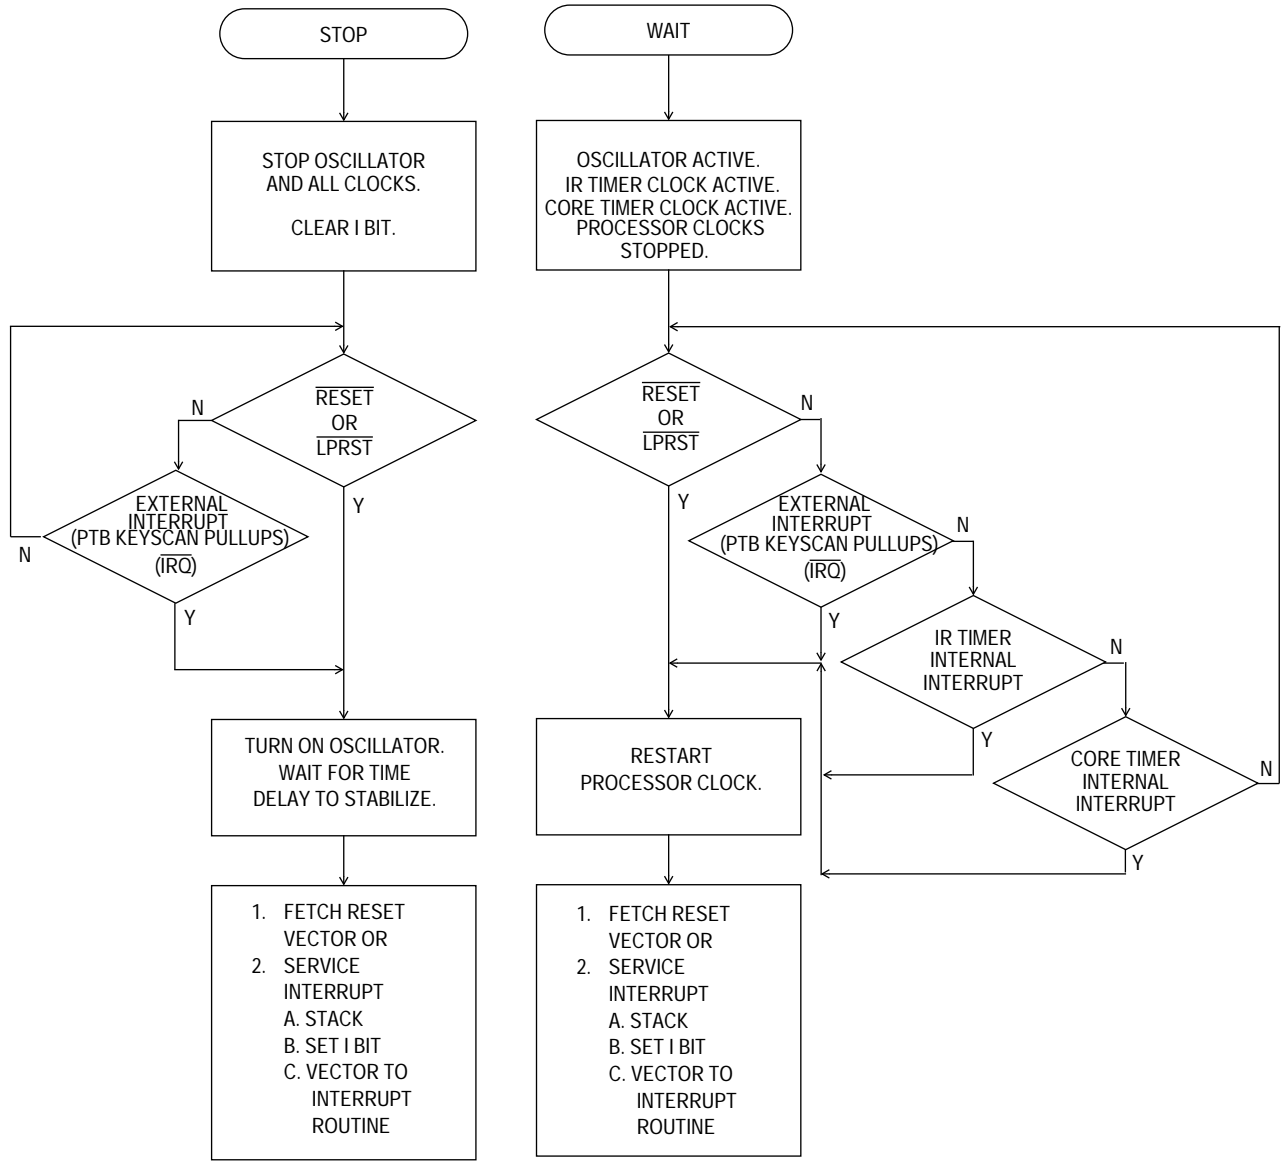 STOP
STOP OSCILLATOR
AND ALL CLOCKS.
CLEAR I BIT.
RESET
OR
LPRST
N
Y
EXTERNAL
INTERRUPT
(PTB KEYSCAN PULLUPS)
(IRQ)
N
Y
TURN ON OSCILLATOR.
WAIT FOR TIME
DELAY TO STABILIZE.
1. FETCH RESET
VECTOR OR
2. SERVICE
INTERRUPT
A. STACK
B. SET I BIT
C. VECTOR TO
INTERRUPT
ROUTINE
WAIT
OSCILLATOR ACTIVE.
IR TIMER CLOCK ACTIVE.
CORE TIMER CLOCK ACTIVE.
PROCESSOR CLOCKS
STOPPED.
RESET
OR
LPRST
N
Y
EXTERNAL
INTERRUPT
(PTB KEYSCAN PULLUPS)
(IRQ)
N
Y
IR TIMER
INTERNAL
INTERRUPT
N
Y
CORE TIMER
INTERNAL
INTERRUPT
N
Y
RESTART
PROCESSOR CLOCK.
1. FETCH RESET
VECTOR OR
2. SERVICE
INTERRUPT
A. STACK
B. SET I BIT
C. VECTOR TO
INTERRUPT
ROUTINE